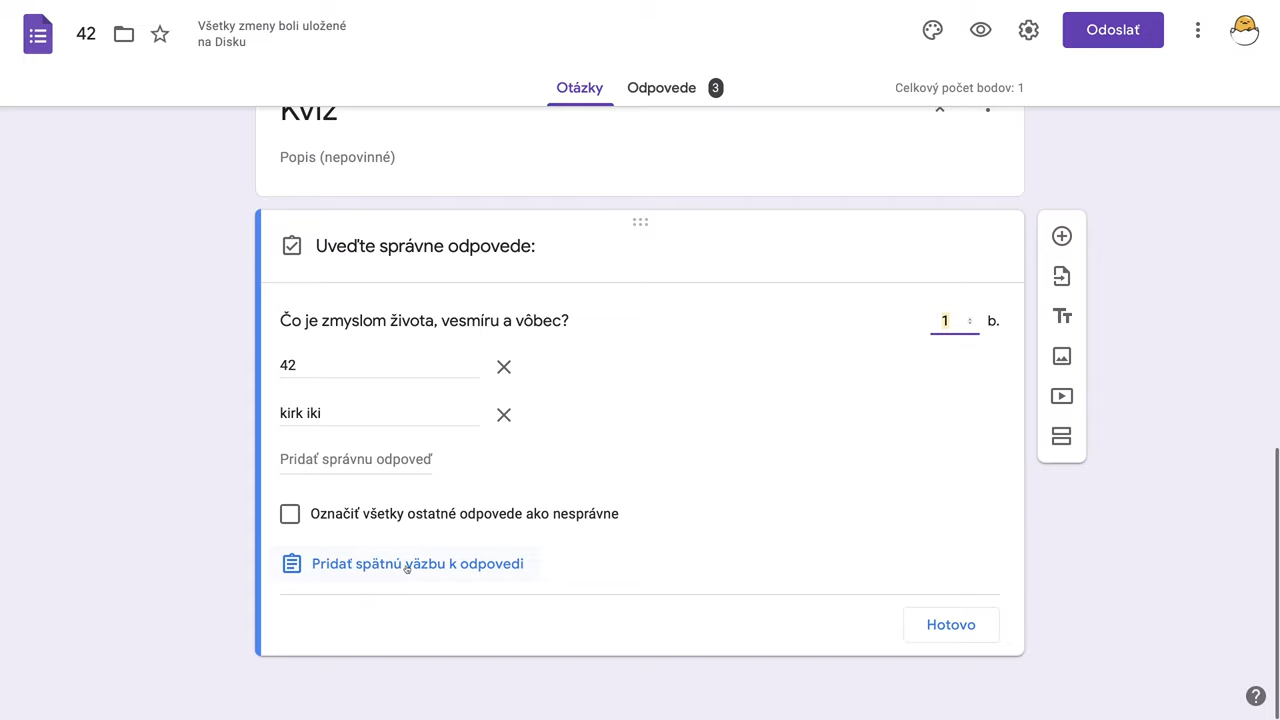 42
Všetky zmeny boli uložené
na Disku
Odoslať
Otázky
Odpovede 3
Celkový počet bodov: 1
Kvíz
Popis (nepovinné)
Uveďte správne odpovede:
Čo je zmyslom života, vesmíru a vôbec?
1 b.
42
kirk iki
Pridať správnu odpoveď
Označiť všetky ostatné odpovede ako nesprávne
Pridať spätnú väzbu k odpovedi
Hotovo